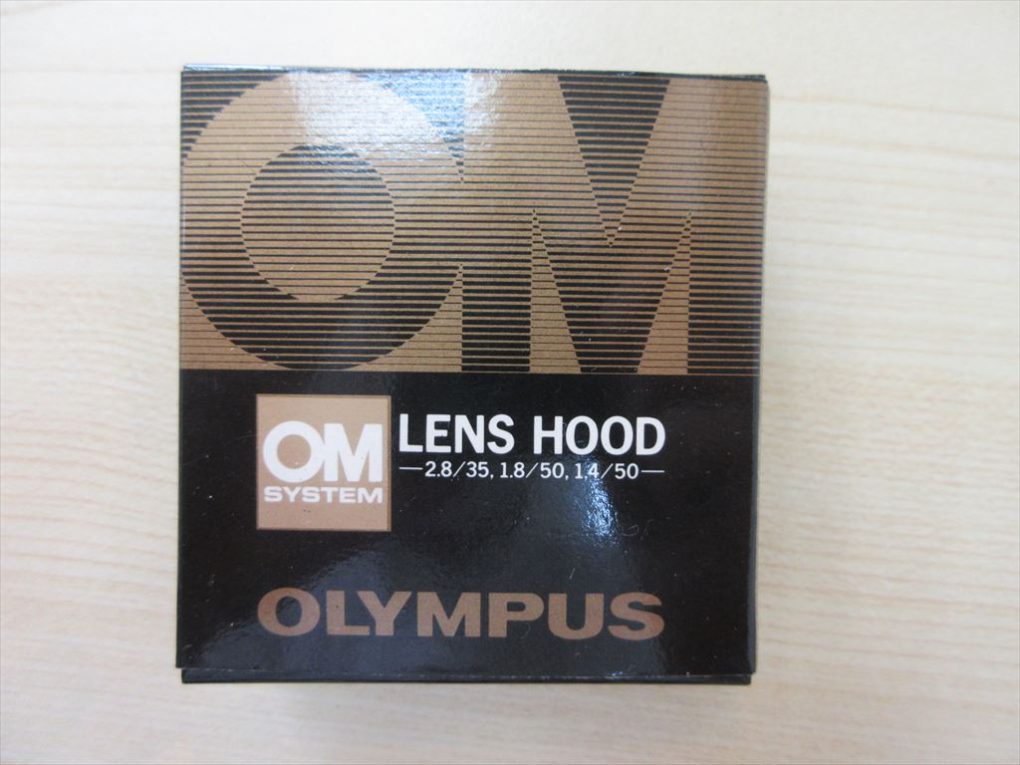 OM
OM
SYSTEM
LENS HOOD
—2.8/35, 1.8/50, 1.4/50—
OLYMPUS